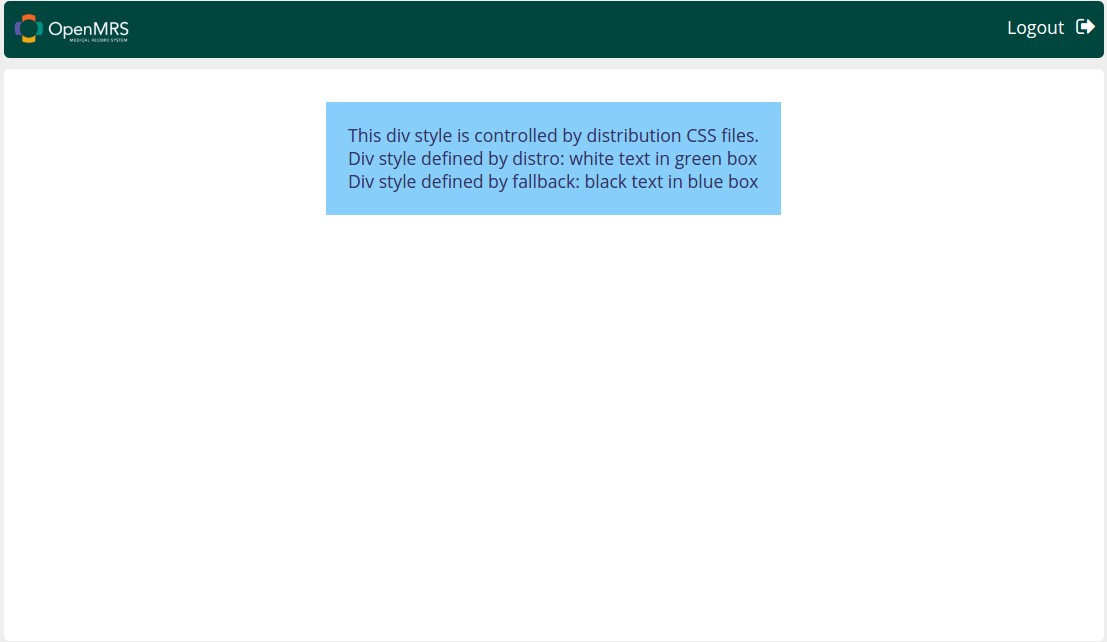 OpenMRS
MEDICAL RECORD SYSTEM
Logout
This div style is controlled by distribution CSS files.
Div style defined by distro: white text in green box
Div style defined by fallback: black text in blue box